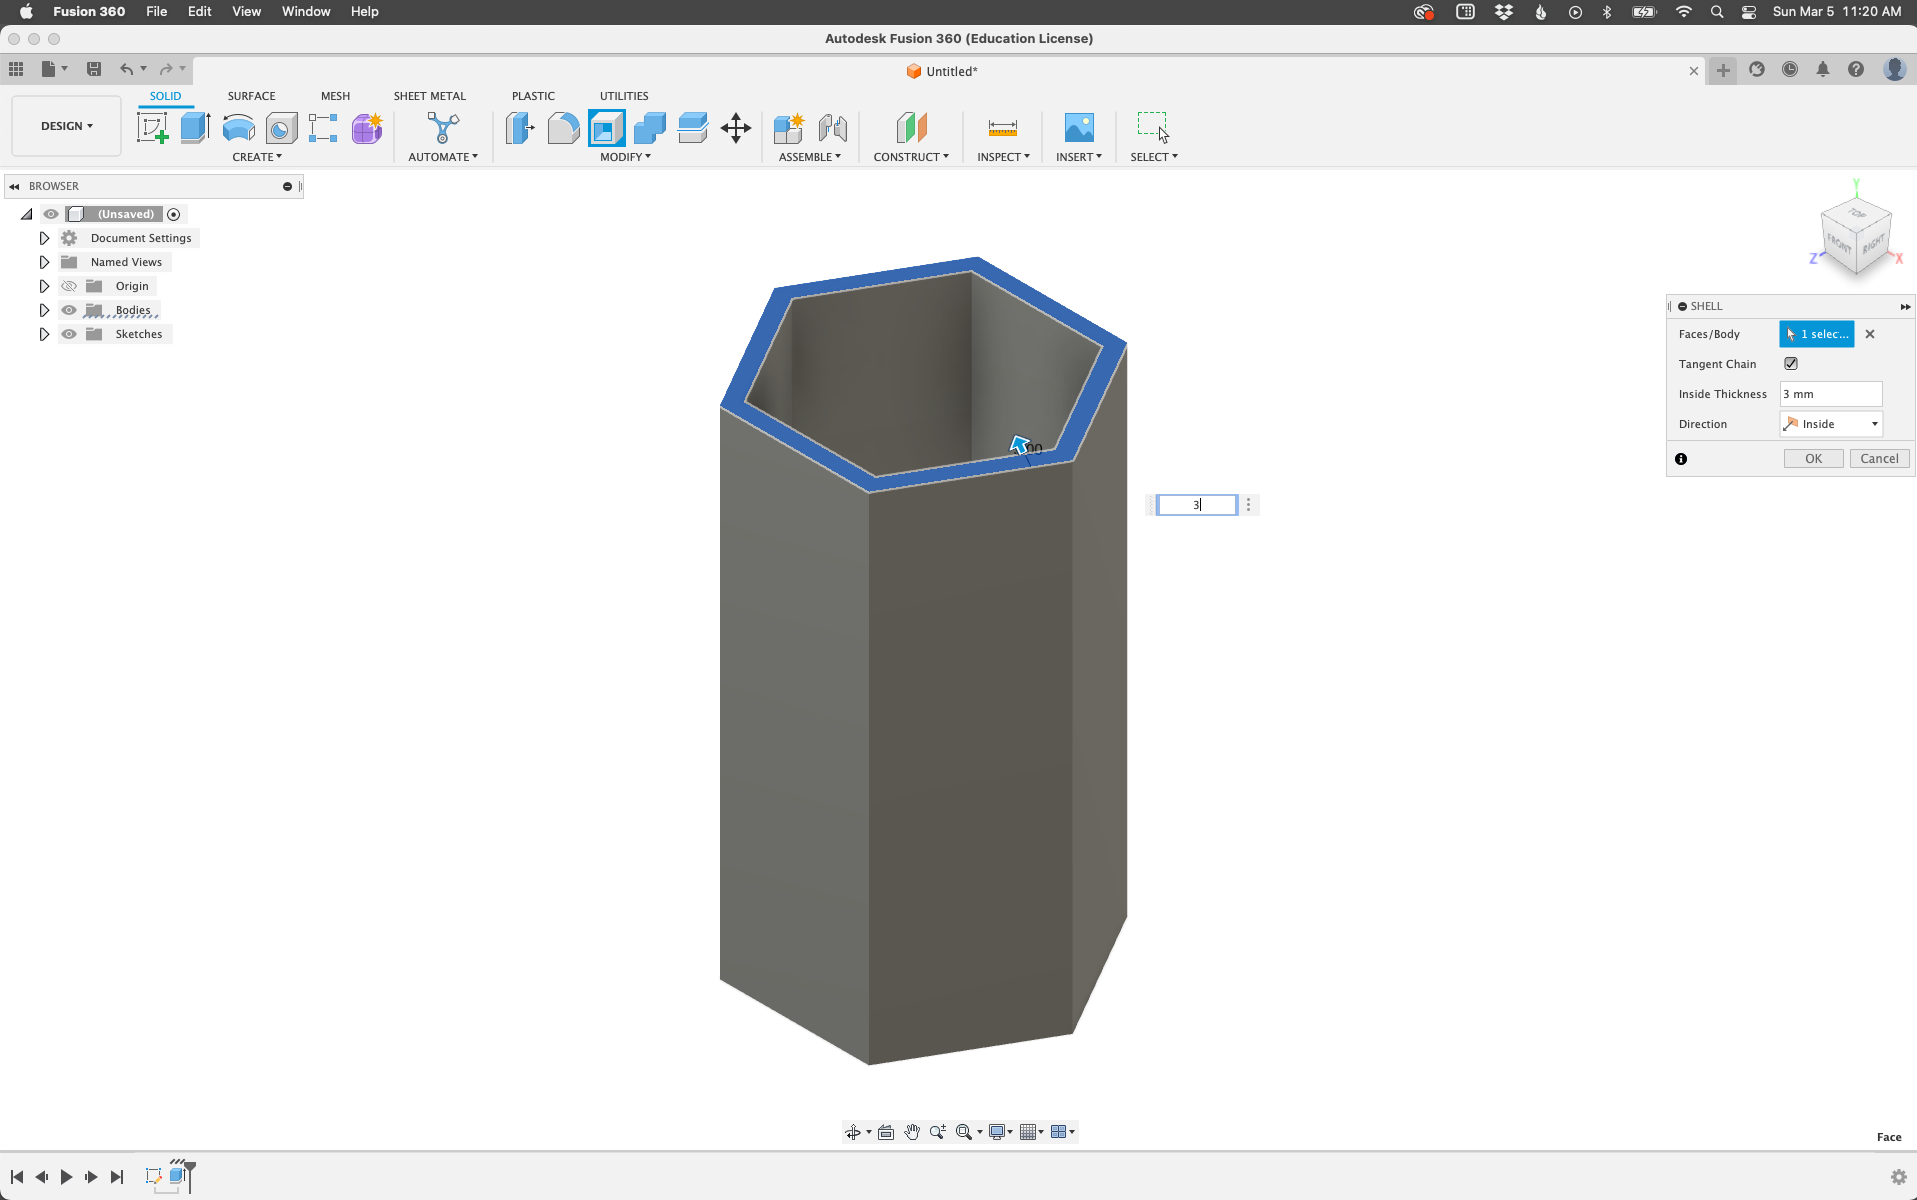 Fusion 360 File Edit View Window Help Sun Mar 5 11:20 AM
Autodesk Fusion 360 (Education License)
Untitled*
SOLID SURFACE MESH SHEET METAL PLASTIC UTILITIES
DESIGN
CREATE AUTOMATE MODIFY ASSEMBLE CONSTRUCT INSPECT INSERT SELECT
BROWSER
(Unsaved)
Document Settings
Named Views
Origin
Bodies
Sketches
Y
TOP
FRONT RIGHT
Z X
SHELL
Faces/Body 1 selec...
Tangent Chain
Inside Thickness 3 mm
Direction Inside
OK Cancel
3
Face